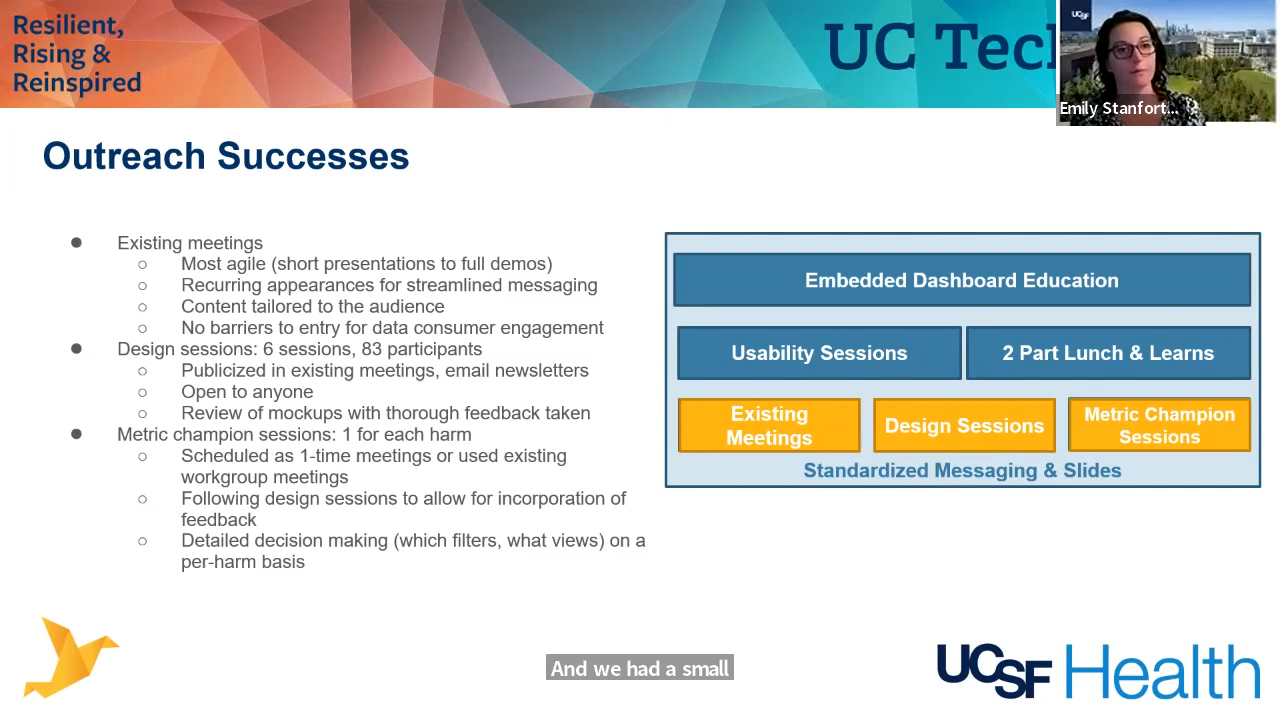 Resilient,
Rising &
Reinspired
UC Tec
UCSF
Emily Stanfort...
Outreach Successes
● Existing meetings
○ Most agile (short presentations to full demos)
○ Recurring appearances for streamlined messaging
○ Content tailored to the audience
○ No barriers to entry for data consumer engagement
● Design sessions: 6 sessions, 83 participants
○ Publicized in existing meetings, email newsletters
○ Open to anyone
○ Review of mockups with thorough feedback taken
● Metric champion sessions: 1 for each harm
○ Scheduled as 1-time meetings or used existing
workgroup meetings
○ Following design sessions to allow for incorporation of
feedback
○ Detailed decision making (which filters, what views) on a
per-harm basis
Embedded Dashboard Education
Usability Sessions
2 Part Lunch & Learns
Existing
Meetings
Design Sessions
Metric Champion
Sessions
Standardized Messaging & Slides
And we had a small
UCSF Health